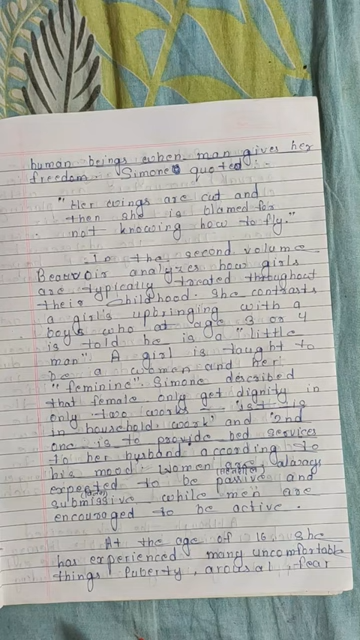 human beings when man gives her
freedom. Simone quoted :-
"Her wings are cut and
then she is blamed for
not knowing how to fly."
In the second volume
Beauvoir analyzes how girls
are typically treated throughout
their childhood. She contrasts
a girl's upbringing with a
boy's who at age 3 or 4
is told he is a "little
man" A girl is taught to
be a women and her
"feminine" Simone described
that female only get dignity in
only two works - 1st is
in household work' and '2nd
one is to provide bed services
to her husband according to
his mood. Women are always
expected to be passive and
submissive while men are
encouraged to be active.
At the age of 16 she
has experienced many uncomfortable
things Puberty, arousal, fear